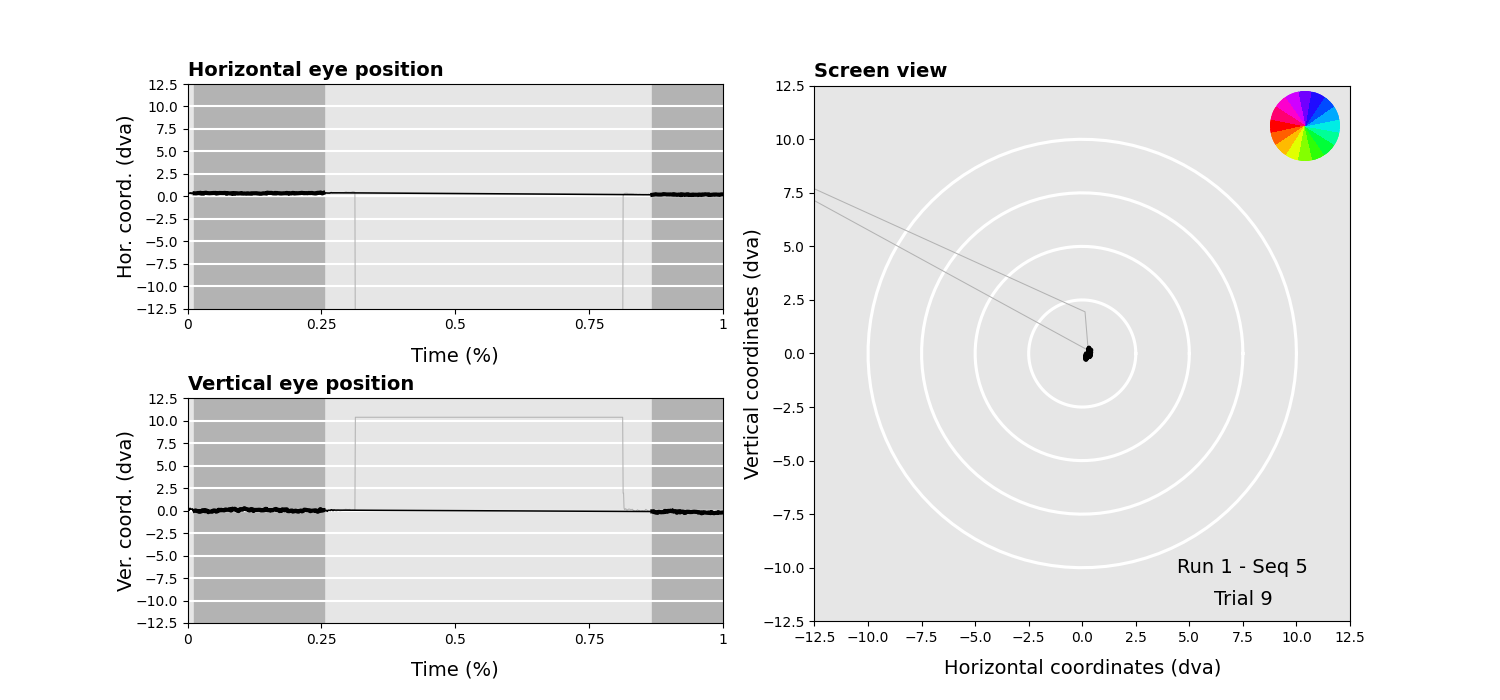 Horizontal eye position
12.5
10.0
7.5
5.0
2.5
0.0
−2.5
−5.0
−7.5
−10.0
−12.5
Hor. coord. (dva)
0 0.25 0.5 0.75 1
Time (%)
Vertical eye position
12.5
10.0
7.5
5.0
2.5
0.0
−2.5
−5.0
−7.5
−10.0
−12.5
Ver. coord. (dva)
0 0.25 0.5 0.75 1
Time (%)
Screen view
12.5
10.0
7.5
5.0
2.5
0.0
−2.5
−5.0
−7.5
−10.0
−12.5
Vertical coordinates (dva)
Run 1 - Seq 5
Trial 9
−12.5 −10.0 −7.5 −5.0 −2.5 0.0 2.5 5.0 7.5 10.0 12.5
Horizontal coordinates (dva)